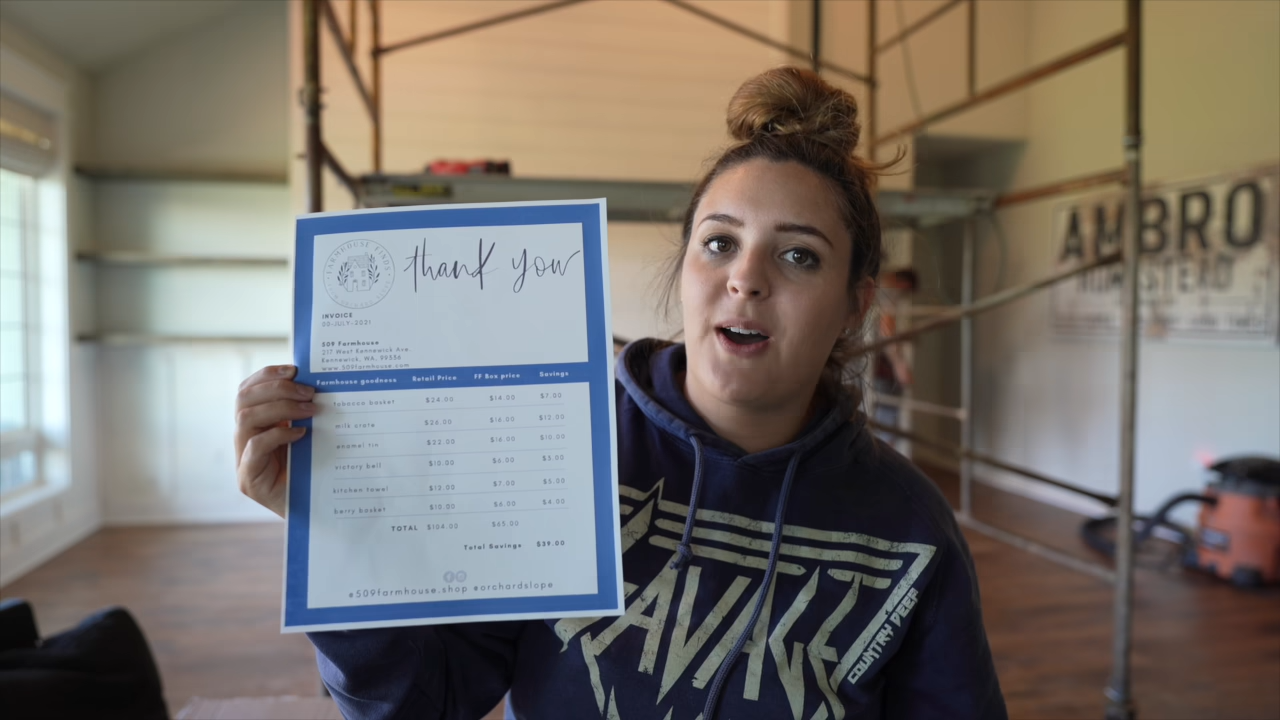 FARMHOUSE FINDS
thank you
INVOICE
09-JULY-2021
509 Farmhouse
217 West Kennewick Ave.
Kennewick, WA, 99336
www.509farmhouse.com
Farmhouse goodness Retail Price FF Box price Savings
tobacco basket $24.00 $14.00 $7.00
milk crate $26.00 $14.00 $12.00
enamel tin $22.00 $14.00 $10.00
victory bell $10.00 $6.00 $5.00
kitchen towel $12.00 $7.00 $5.00
berry basket $10.00 $6.00 $4.00
TOTAL $104.00 $65.00
Total Savings $39.00
@509farmhouse.shop @orchardslope
SAVAGE
COUNTRY DEEP
AMBRO